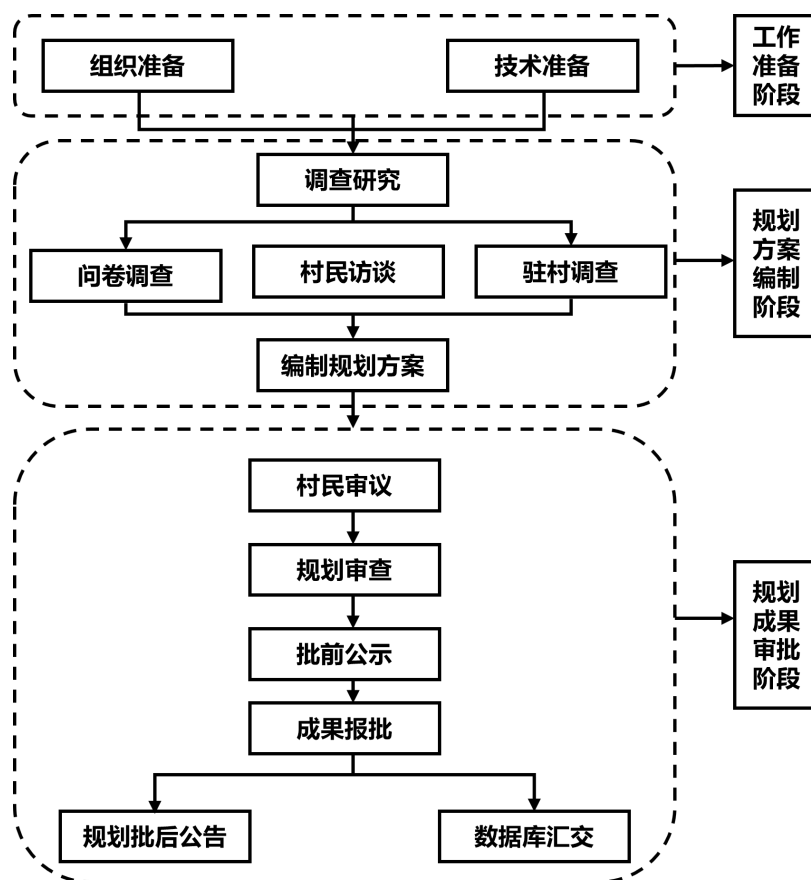 组织准备
技术准备
工作
准备
阶段
调查研究
问卷调查
村民访谈
驻村调查
编制规划方案
规划
方案
编制
阶段
村民审议
规划审查
批前公示
成果报批
规划批后公告
数据库汇交
规划
成果
审批
阶段